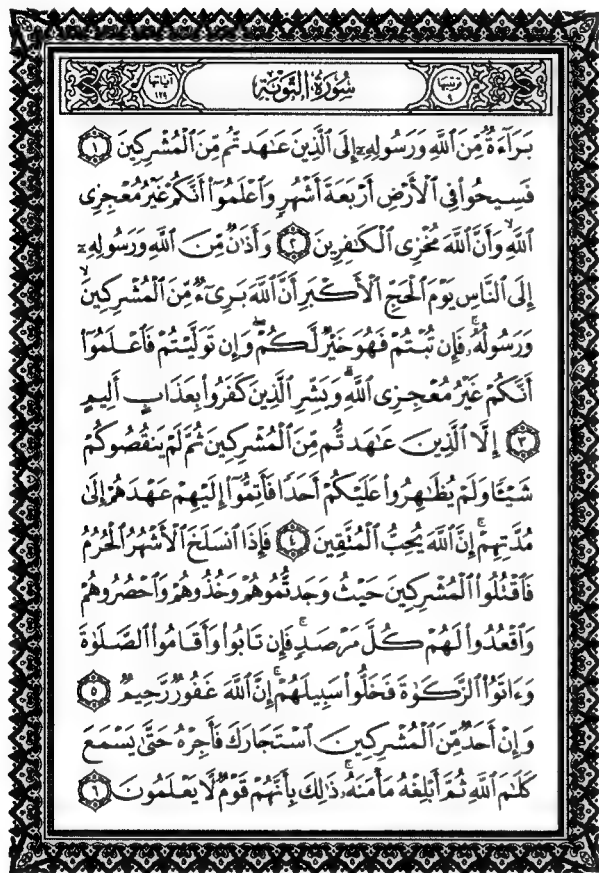 ترتيبها ٩ سُورَةُ التَّوْبَةِ آياتها ١٢٩
بَرَآءَةٌ مِّنَ ٱللَّهِ وَرَسُولِهِۦٓ إِلَى ٱلَّذِينَ عَٰهَدتُّم مِّنَ ٱلْمُشْرِكِينَ ١
فَسِيحُوا۟ فِى ٱلْأَرْضِ أَرْبَعَةَ أَشْهُرٍ وَٱعْلَمُوٓا۟ أَنَّكُمْ غَيْرُ مُعْجِزِى
ٱللَّهِ ۙ وَأَنَّ ٱللَّهَ مُخْزِى ٱلْكَٰفِرِينَ ٢ وَأَذَٰنٌ مِّنَ ٱللَّهِ وَرَسُولِهِۦٓ
إِلَى ٱلنَّاسِ يَوْمَ ٱلْحَجِّ ٱلْأَكْبَرِ أَنَّ ٱللَّهَ بَرِىٓءٌ مِّنَ ٱلْمُشْرِكِينَ ۙ
وَرَسُولُهُۥ ۚ فَإِن تُبْتُمْ فَهُوَ خَيْرٌ لَّكُمْ ۖ وَإِن تَوَلَّيْتُمْ فَٱعْلَمُوٓا۟
أَنَّكُمْ غَيْرُ مُعْجِزِى ٱللَّهِ ۗ وَبَشِّرِ ٱلَّذِينَ كَفَرُوا۟ بِعَذَابٍ أَلِيمٍ
٣ إِلَّا ٱلَّذِينَ عَٰهَدتُّم مِّنَ ٱلْمُشْرِكِينَ ثُمَّ لَمْ يَنقُصُوكُمْ
شَيْـًٔا وَلَمْ يُظَٰهِرُوا۟ عَلَيْكُمْ أَحَدًا فَأَتِمُّوٓا۟ إِلَيْهِمْ عَهْدَهُمْ إِلَىٰ
مُدَّتِهِمْ ۚ إِنَّ ٱللَّهَ يُحِبُّ ٱلْمُتَّقِينَ ٤ فَإِذَا ٱنسَلَخَ ٱلْأَشْهُرُ ٱلْحُرُمُ
فَٱقْتُلُوا۟ ٱلْمُشْرِكِينَ حَيْثُ وَجَدتُّمُوهُمْ وَخُذُوهُمْ وَٱحْصُرُوهُمْ
وَٱقْعُدُوا۟ لَهُمْ كُلَّ مَرْصَدٍ ۚ فَإِن تَابُوا۟ وَأَقَامُوا۟ ٱلصَّلَوٰةَ
وَءَاتَوُا۟ ٱلزَّكَوٰةَ فَخَلُّوا۟ سَبِيلَهُمْ ۚ إِنَّ ٱللَّهَ غَفُورٌ رَّحِيمٌ ٥
وَإِنْ أَحَدٌ مِّنَ ٱلْمُشْرِكِينَ ٱسْتَجَارَكَ فَأَجِرْهُ حَتَّىٰ يَسْمَعَ
كَلَٰمَ ٱللَّهِ ثُمَّ أَبْلِغْهُ مَأْمَنَهُۥ ۚ ذَٰلِكَ بِأَنَّهُمْ قَوْمٌ لَّا يَعْلَمُونَ ٦